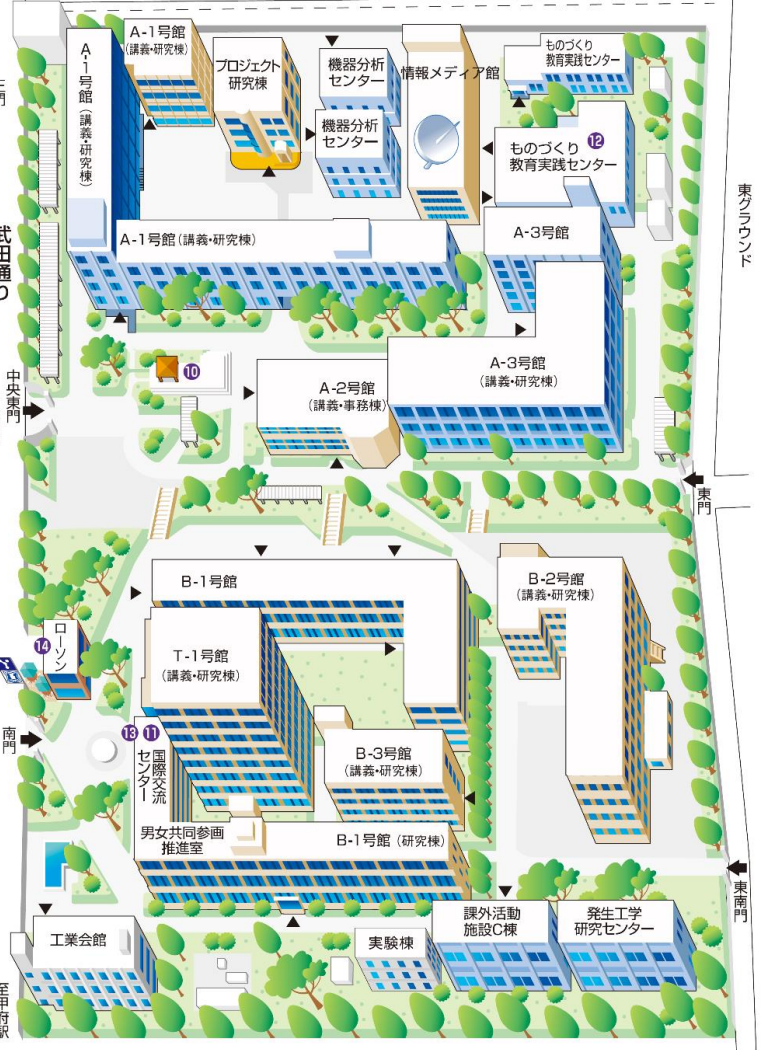 A-1号館
(講義・研究棟)
A-1号館(講義・研究棟)
プロジェクト
研究棟
機器分析
センター
情報メディア館
ものづくり
教育実践センター
機器分析
センター
ものづくり
教育実践センター
⑫
東グラウンド
武田通り
A-1号館(講義・研究棟)
A-3号館
⑩
A-2号館
(講義・事務棟)
A-3号館
(講義・研究棟)
中央東門
東門
B-1号館
B-2号館
(講義・研究棟)
ローソン
⑭
T-1号館
(講義・研究棟)
南門
⑬
⑪
国際交流
センター
B-3号館
(講義・研究棟)
男女共同参画
推進室
B-1号館(研究棟)
東南門
工業会館
実験棟
課外活動
施設C棟
発生工学
研究センター
至甲府駅